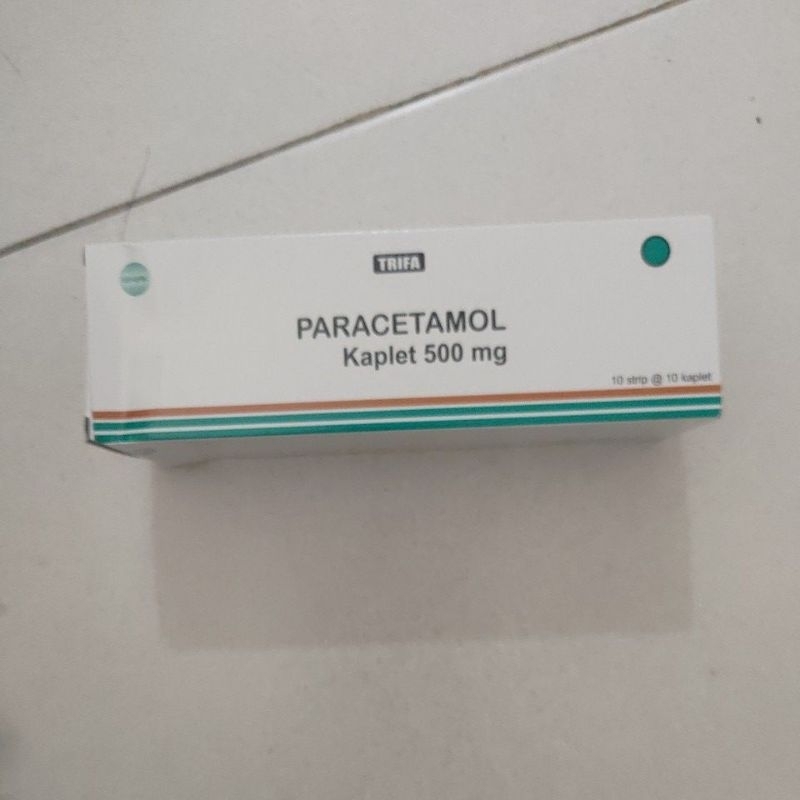 TRIFA
PARACETAMOL
Kaplet 500 mg
10 strip @ 10 kaplet